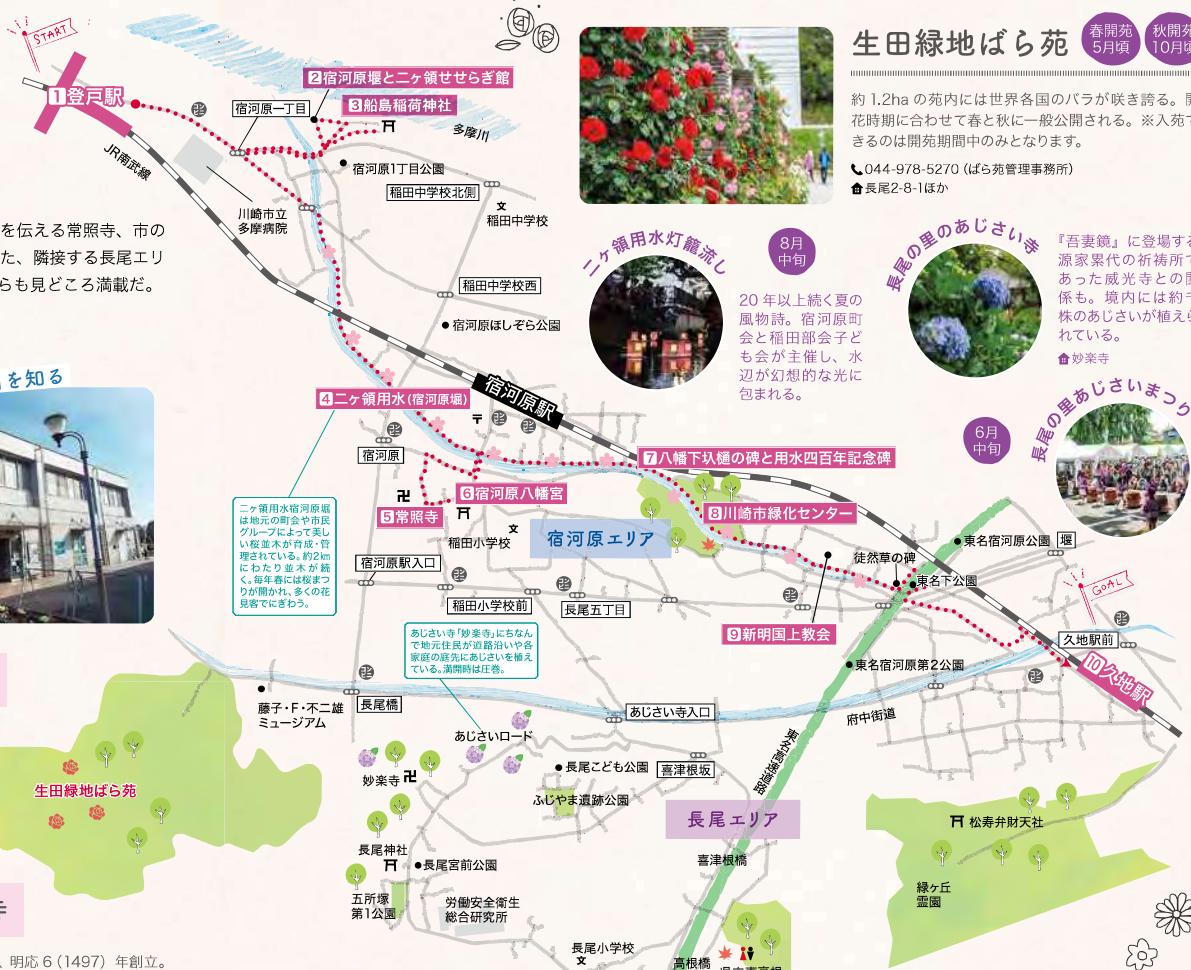 START
1登戸駅
JR南武線
宿河原一丁目
川崎市立
多摩病院
2宿河原堰と二ヶ領せせらぎ館
3船島稲荷神社
多摩川
宿河原1丁目公園
稲田中学校北側
稲田中学校
稲田中学校西
宿河原ほしぞら公園
を伝える常照寺、市の
た、隣接する長尾エリ
らも見どころ満載だ。
を知る
生田緑地ばら苑
春開苑
5月頃
秋開苑
10月頃
約1.2haの苑内には世界各国のバラが咲き誇る。開
花時期に合わせて春と秋に一般公開される。※入苑で
きるのは開苑期間中のみとなります。
044-978-5270 (ばら苑管理事務所)
長尾2-8-1ほか
二ヶ領用水灯籠流し
8月
中旬
20年以上続く夏の
風物詩。宿河原町
会と稲田部会子ど
も会が主催し、水
辺が幻想的な光に
包まれる。
長尾の里のあじさい寺
『吾妻鏡』に登場する
源家累代の祈祷所で
あった威光寺との関
係も。境内には約千
株のあじさいが植えら
れている。
妙楽寺
6月
中旬
長尾の里あじさいまつり
4二ヶ領用水(宿河原堀)
宿河原駅
宿河原
コンビニ
6宿河原八幡宮
5常照寺
7八幡下圦樋の碑と用水四百年記念碑
8川崎市緑化センター
宿河原エリア
二ヶ領用水宿河原堀
は地元の町会や市民
グループによって美し
い桜並木が育成・管
理されている。約2㎞
にわたり並木が続
く。毎年春には桜まつ
りが開かれ、多くの花
見客でにぎわう。
稲田小学校
宿河原駅入口
稲田小学校前
長尾五丁目
徒然草の碑
東名宿河原公園
堰
東名下公園
GOAL
久地駅前
9新明国上教会
10久地駅
あじさい寺「妙楽寺」にちなん
で地元住民が道路沿いや各
家庭の庭先にあじさいを植え
ている。満開時は圧巻。
東名宿河原第2公園
府中街道
藤子・F・不二雄
ミュージアム
長尾橋
あじさい寺入口
あじさいロード
東名高速道路
妙楽寺
長尾こども公園
喜津根坂
ふじやま遺跡公園
生田緑地ばら苑
長尾エリア
松寿弁財天社
長尾神社
長尾宮前公園
喜津根橋
五所塚
第1公園
労働安全衛生
総合研究所
緑ヶ丘
霊園
長尾小学校
高根橋
、明応6(1497)年創立。